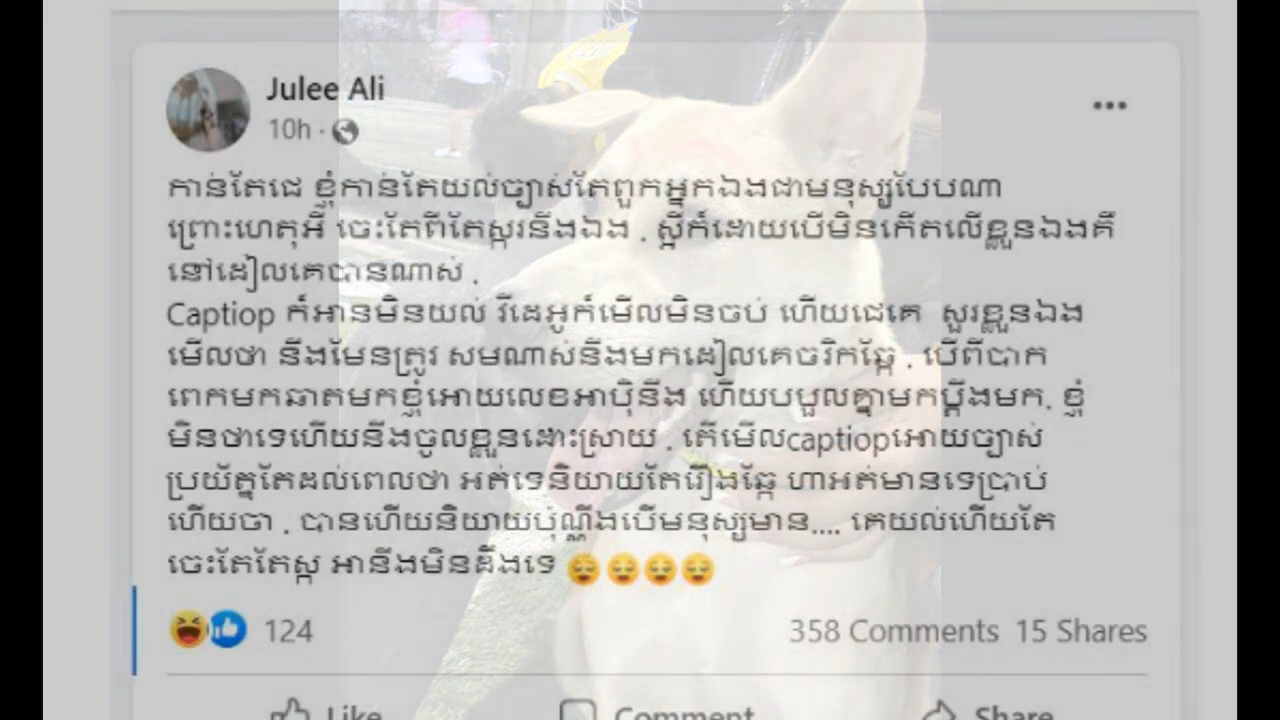 Julee Ali
10h ·
កាន់តែជេ ខ្ញុំកាន់តែយល់ច្បាស់តែពួកអ្នកឯងជាមនុស្សបែបណា
ព្រោះហេតុអី ចេះតែពីតែស្ករនឹងឯង . ស្អីក៏ដោយបើមិនកើតលើខ្លួនឯងគឺ
នៅដៀលគេបានណាស់ .
Captiop ក៏អានមិនយល់ វីដេអូក៏មើលមិនចប់ ហើយជេគេ សួរខ្លួនឯង
មើលថា នឹងមែនត្រូវ សមណាស់នឹងមកដៀលគេចរិកឆ្កែ . បើពីបាក
ពេកមកឆាតមកខ្ញុំអោយលេខអាប៉ិនឹង ហើយបបួលគ្នាមកប្ដឹងមក. ខ្ញុំ
មិនថាទេហើយនឹងចូលខ្លួនដោះស្រាយ . តើមើលcaptiopអោយច្បាស់
ប្រយ័ត្នតែដល់ពេលថា អត់ទេនិយាយតែរឿងឆ្កែ ហាអត់មានទេប្រាប់
ហើយចា . បានហើយនិយាយប៉ុណ្ណឹងបើមនុស្សមាន.... គេយល់ហើយតែ
ចេះតែតែស្ក អានឹងមិនដឹងទេ 😌😌😌😌
124
358 Comments 15 Shares
Like Comment Share